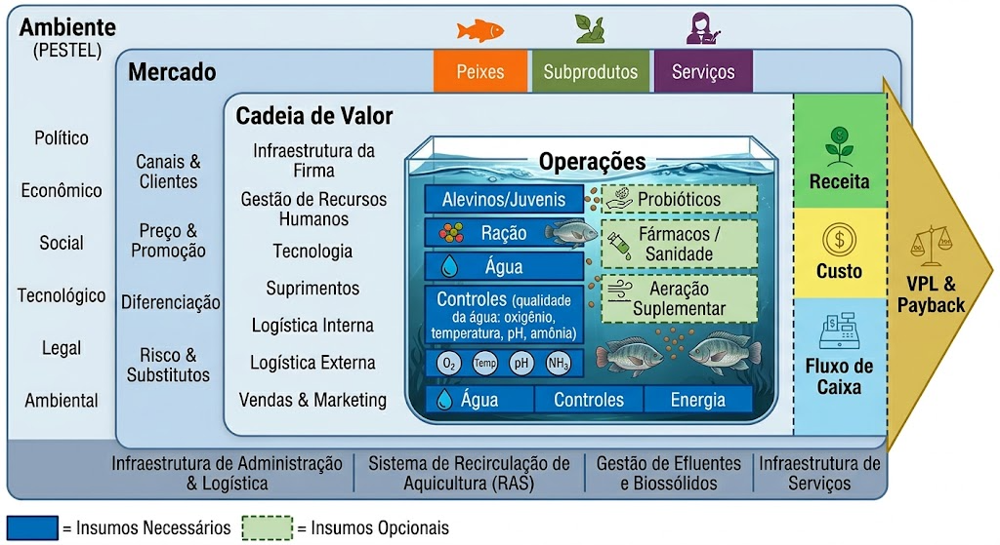 Ambiente
(PESTEL)
Político
Econômico
Social
Tecnológico
Legal
Ambiental
Mercado
Canais &
Clientes
Preço &
Promoção
Diferenciação
Risco &
Substitutos
Peixes
Subprodutos
Serviços
Cadeia de Valor
Infraestrutura da
Firma
Gestão de Recursos
Humanos
Tecnologia
Suprimentos
Logística Interna
Logística Externa
Vendas & Marketing
Operações
Alevinos/Juvenis
Ração
Água
Controles (qualidade
da água: oxigênio,
temperatura, pH, amônia)
O₂
Temp
pH
NH₃
Probióticos
Fármacos /
Sanidade
Aeração
Suplementar
Água
Controles
Energia
$
Receita
$
Custo
$
Fluxo de
Caixa
VPL &
Payback
Infraestrutura de Administração
& Logística
Sistema de Recirculação de
Aquicultura (RAS)
Gestão de Efluentes
e Biossólidos
Infraestrutura de
Serviços
= Insumos Necessários
= Insumos Opcionais